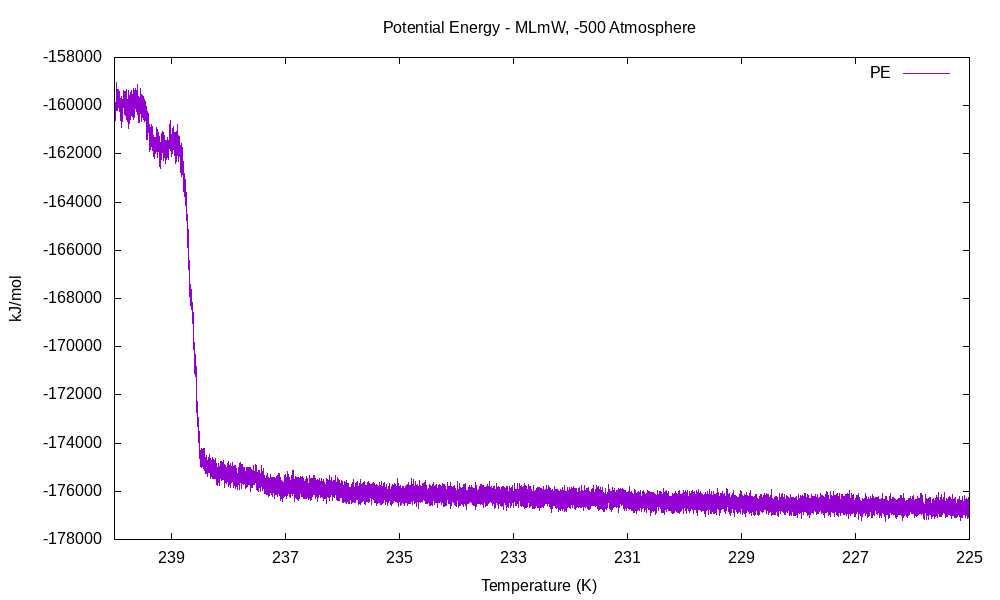 Potential Energy - MLmW, -500 Atmosphere
PE
-158000
-160000
-162000
-164000
-166000
-168000
-170000
-172000
-174000
-176000
-178000
kJ/mol
239 237 235 233 231 229 227 225
Temperature (K)